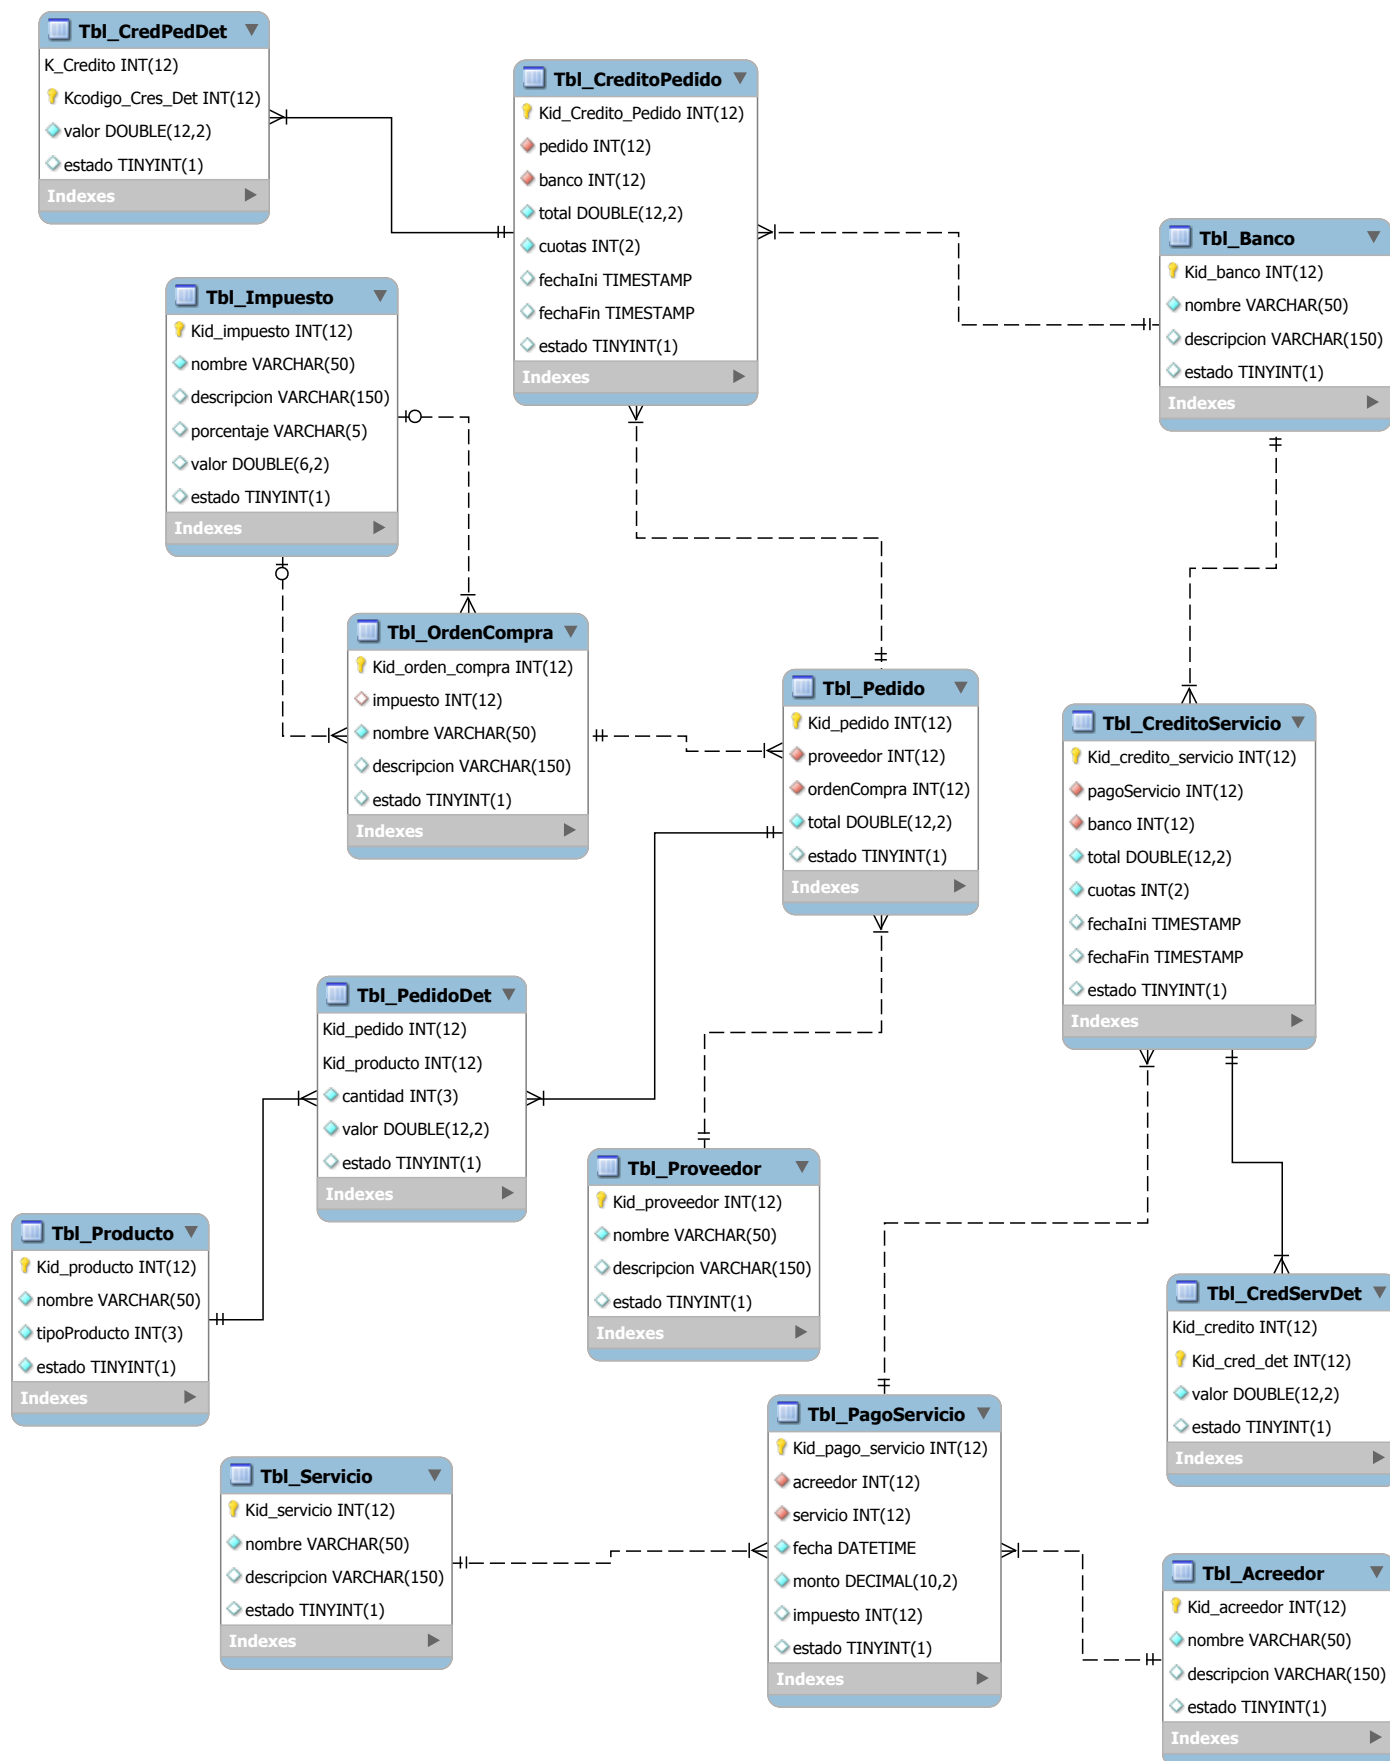 Tbl_CredPedDet
K_Credito INT(12)
Kcodigo_Cres_Det INT(12)
valor DOUBLE(12,2)
estado TINYINT(1)
Indexes
Tbl_CreditoPedido
Kid_Credito_Pedido INT(12)
pedido INT(12)
banco INT(12)
total DOUBLE(12,2)
cuotas INT(2)
fechaIni TIMESTAMP
fechaFin TIMESTAMP
estado TINYINT(1)
Indexes
Tbl_Banco
Kid_banco INT(12)
nombre VARCHAR(50)
descripcion VARCHAR(150)
estado TINYINT(1)
Indexes
Tbl_Impuesto
Kid_impuesto INT(12)
nombre VARCHAR(50)
descripcion VARCHAR(150)
porcentaje VARCHAR(5)
valor DOUBLE(6,2)
estado TINYINT(1)
Indexes
Tbl_OrdenCompra
Kid_orden_compra INT(12)
impuesto INT(12)
nombre VARCHAR(50)
descripcion VARCHAR(150)
estado TINYINT(1)
Indexes
Tbl_Pedido
Kid_pedido INT(12)
proveedor INT(12)
ordenCompra INT(12)
total DOUBLE(12,2)
estado TINYINT(1)
Indexes
Tbl_CreditoServicio
Kid_credito_servicio INT(12)
pagoServicio INT(12)
banco INT(12)
total DOUBLE(12,2)
cuotas INT(2)
fechaIni TIMESTAMP
fechaFin TIMESTAMP
estado TINYINT(1)
Indexes
Tbl_PedidoDet
Kid_pedido INT(12)
Kid_producto INT(12)
cantidad INT(3)
valor DOUBLE(12,2)
estado TINYINT(1)
Indexes
Tbl_Proveedor
Kid_proveedor INT(12)
nombre VARCHAR(50)
descripcion VARCHAR(150)
estado TINYINT(1)
Indexes
Tbl_Producto
Kid_producto INT(12)
nombre VARCHAR(50)
tipoProducto INT(3)
estado TINYINT(1)
Indexes
Tbl_CredServDet
Kid_credito INT(12)
Kid_cred_det INT(12)
valor DOUBLE(12,2)
estado TINYINT(1)
Indexes
Tbl_PagoServicio
Kid_pago_servicio INT(12)
acreedor INT(12)
servicio INT(12)
fecha DATETIME
monto DECIMAL(10,2)
impuesto INT(12)
estado TINYINT(1)
Indexes
Tbl_Servicio
Kid_servicio INT(12)
nombre VARCHAR(50)
descripcion VARCHAR(150)
estado TINYINT(1)
Indexes
Tbl_Acreedor
Kid_acreedor INT(12)
nombre VARCHAR(50)
descripcion VARCHAR(150)
estado TINYINT(1)
Indexes